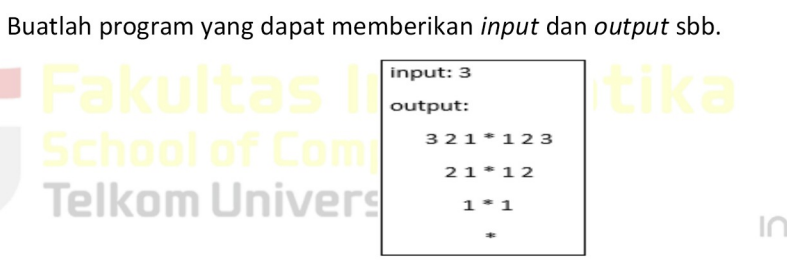 Buatlah program yang dapat memberikan input dan output sbb.
Fakultas I tika
School of Com
Telkom Univers
in
input: 3
output:
3 2 1 * 1 2 3
2 1 * 1 2
1 * 1
*